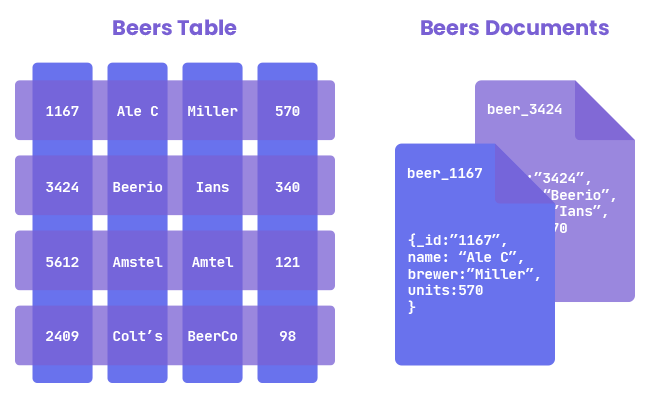 Beers Table
Beers Documents
1167 Ale C Miller 570
3424 Beerio Ians 340
5612 Amstel Amtel 121
2409 Colt’s BeerCo 98
beer_3424
:”3424”,
“Beerio”,
”Ians”,
70
beer_1167
{_id:”1167”,
name: “Ale C”,
brewer:”Miller”,
units:570
}